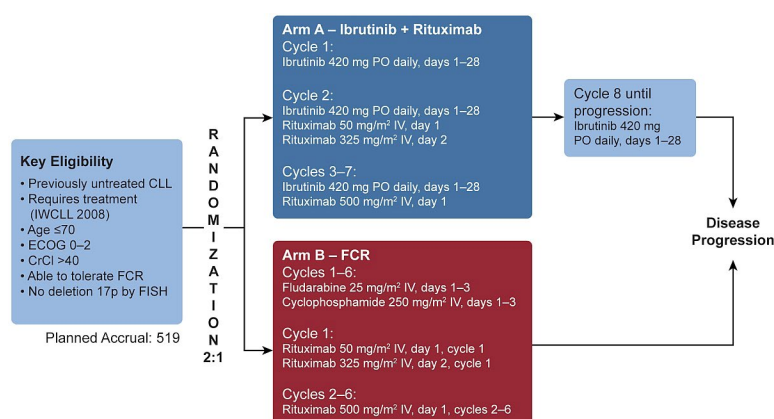 Key Eligibility
• Previously untreated CLL
• Requires treatment
(IWCLL 2008)
• Age ≤70
• ECOG 0–2
• CrCl >40
• Able to tolerate FCR
• No deletion 17p by FISH
Planned Accrual: 519
RANDOMIZATION
2:1
Arm A – Ibrutinib + Rituximab
Cycle 1:
Ibrutinib 420 mg PO daily, days 1–28
Cycle 2:
Ibrutinib 420 mg PO daily, days 1–28
Rituximab 50 mg/m² IV, day 1
Rituximab 325 mg/m² IV, day 2
Cycles 3–7:
Ibrutinib 420 mg PO daily, days 1–28
Rituximab 500 mg/m² IV, day 1
Cycle 8 until
progression:
Ibrutinib 420 mg
PO daily, days 1–28
Arm B – FCR
Cycles 1–6:
Fludarabine 25 mg/m² IV, days 1–3
Cyclophosphamide 250 mg/m² IV, days 1–3
Cycle 1:
Rituximab 50 mg/m² IV, day 1, cycle 1
Rituximab 325 mg/m² IV, day 2, cycle 1
Cycles 2–6:
Rituximab 500 mg/m² IV, day 1, cycles 2–6
Disease
Progression